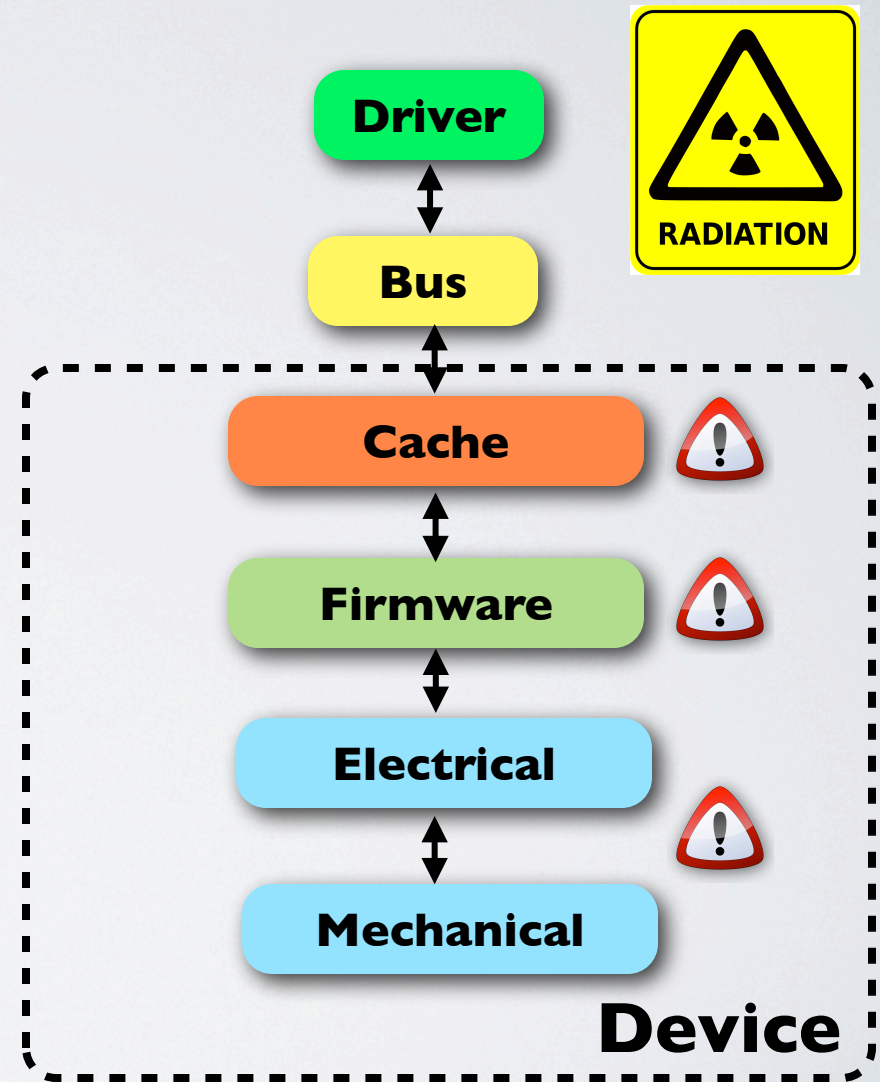 Driver
RADIATION
Bus
Cache
Firmware
Electrical
Mechanical
Device